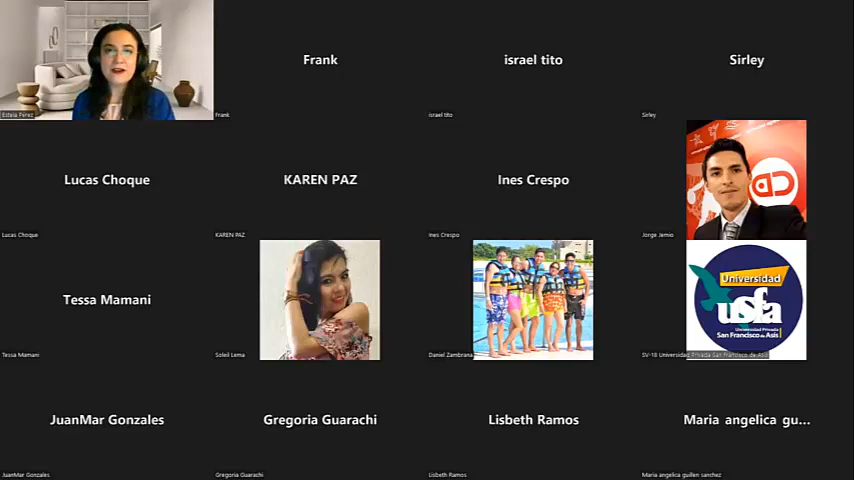 Estela Pérez
Frank
Frank
israel tito
israel tito
Sirley
Sirley
Lucas Choque
Lucas Choque
KAREN PAZ
KAREN PAZ
Ines Crespo
Ines Crespo
Jorge Jemio
Tessa Mamani
Tessa Mamani
Soleil Lema
Daniel Zambrana
Universidad
usfa
Universidad Privada
San Francisco de Asis
SV-18 Universidad Privada San Francisco de Asis
JuanMar Gonzales
JuanMar Gonzales
Gregoria Guarachi
Gregoria Guarachi
Lisbeth Ramos
Lisbeth Ramos
Maria angelica gu...
Maria angelica guillen sanchez